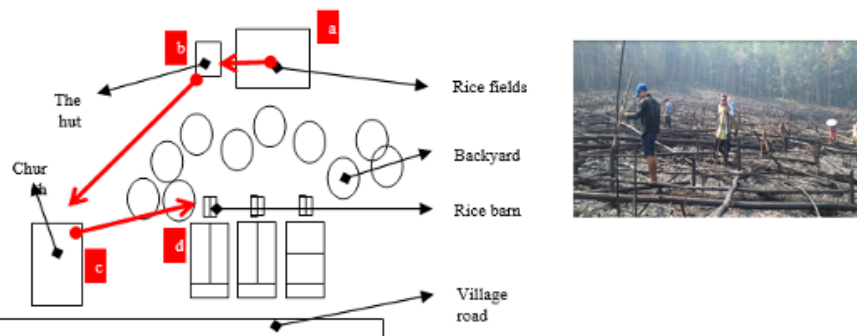 a
b
Rice fields
The
hut
Backyard
Chur
ch
Rice barn
d
c
Village
road